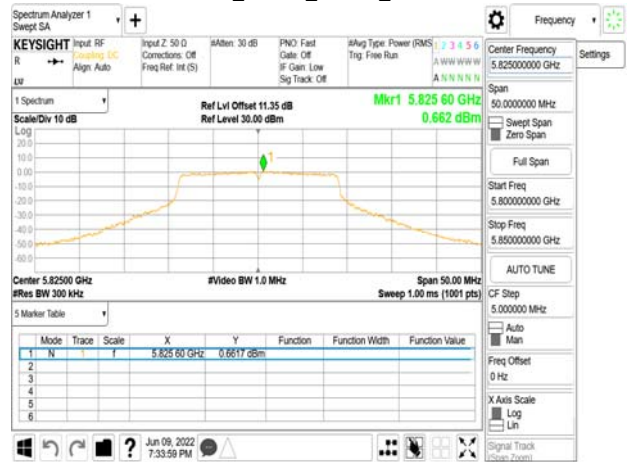 Spectrum Analyzer 1
Swept SA
+
Frequency
KEYSIGHT
R
Input: RF
Coupling: DC
Align: Auto
Input Z: 50 Ω
Corrections: Off
Freq Ref: Int (S)
#Atten: 30 dB
PNO: Fast
Gate: Off
IF Gain: Low
Sig Track: Off
#Avg Type: Power (RMS)
Trig: Free Run
1 2 3 4 5 6
A W W W W W
A N N N N N
Center Frequency
5.825000000 GHz
Settings
Span
50.0000000 MHz
Swept Span
Zero Span
Full Span
Start Freq
5.800000000 GHz
Stop Freq
5.850000000 GHz
AUTO TUNE
CF Step
5.000000 MHz
Auto
Man
Freq Offset
0 Hz
X Axis Scale
Log
Lin
Signal Track
(Span Zoom)
1 Spectrum
Scale/Div 10 dB
Ref Lvl Offset 11.35 dB
Ref Level 30.00 dBm
Mkr1 5.825 60 GHz
0.662 dBm
Log
20.0
10.0
0.00
-10.0
-20.0
-30.0
-40.0
-50.0
-60.0
1
Center 5.82500 GHz
#Res BW 300 kHz
#Video BW 1.0 MHz
Span 50.00 MHz
Sweep 1.00 ms (1001 pts)
5 Marker Table
Mode Trace Scale X Y Function Function Width Function Value
1 N 1 f 5.825 60 GHz 0.6617 dBm
2
3
4
5
6
?
Jun 09, 2022
7:33:59 PM